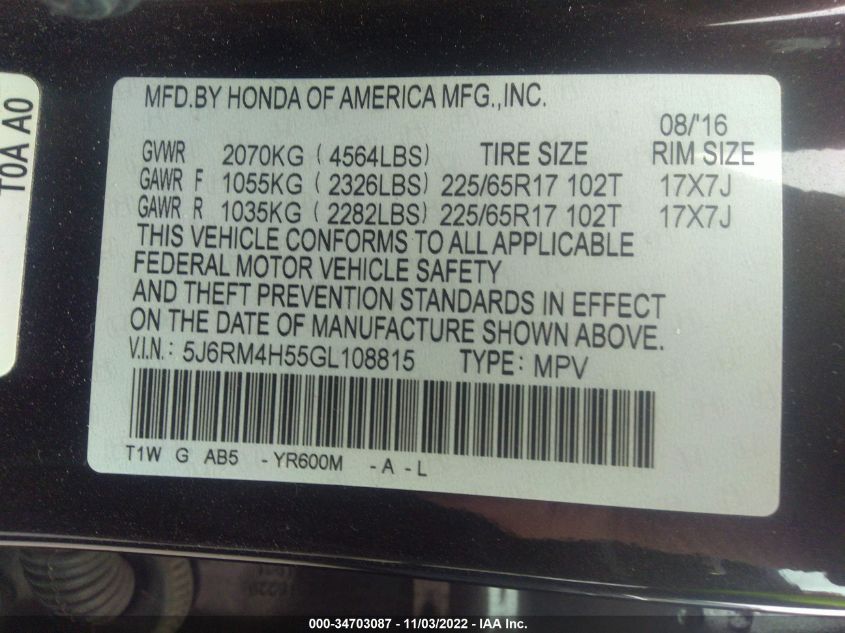 T0A A0
MFD.BY HONDA OF AMERICA MFG.,INC.
08/'16
GVWR 2070KG ( 4564LBS) TIRE SIZE RIM SIZE
GAWR F 1055KG ( 2326LBS) 225/65R17 102T 17X7J
GAWR R 1035KG ( 2282LBS) 225/65R17 102T 17X7J
THIS VEHICLE CONFORMS TO ALL APPLICABLE
FEDERAL MOTOR VEHICLE SAFETY
AND THEFT PREVENTION STANDARDS IN EFFECT
ON THE DATE OF MANUFACTURE SHOWN ABOVE.
V.I.N.: 5J6RM4H55GL108815 TYPE: MPV
T1W G AB5 -YR600M -A -L
000-34703087 - 11/03/2022 - IAA Inc.